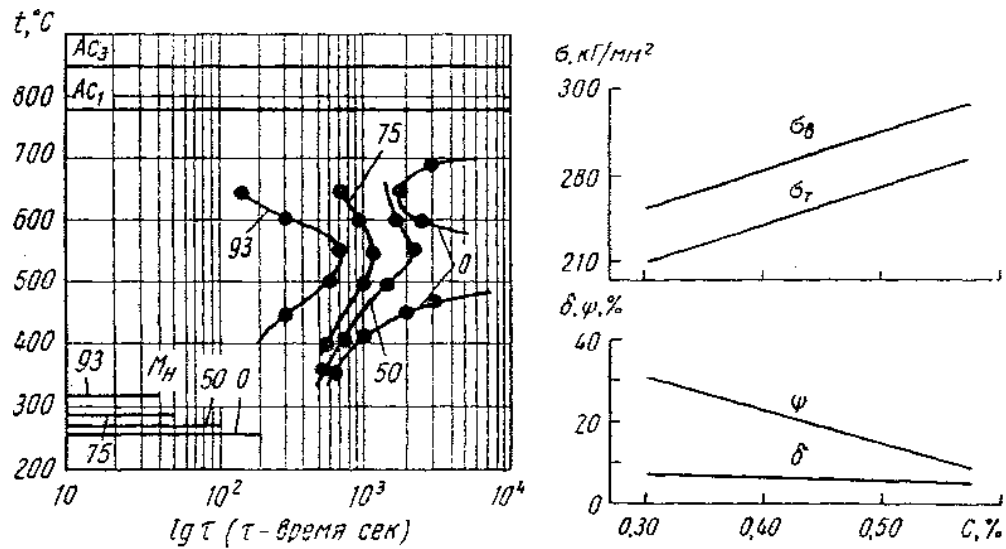 t,°C
Ac₃
800
Ac₁
700
600
500
400
300
200
75
93
0
50
93
Mн
50
0
75
10
10²
10³
10⁴
lg τ (τ - время сек)
σ, кГ/мм²
300
280
210
σв
σт
δ, ψ, %
40
20
0
ψ
δ
0,30
0,40
0,50
C, %